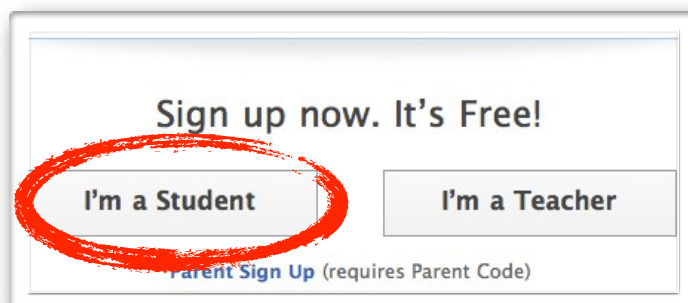 Sign up now. It's Free!
I'm a Student I'm a Teacher
Parent Sign Up (requires Parent Code)